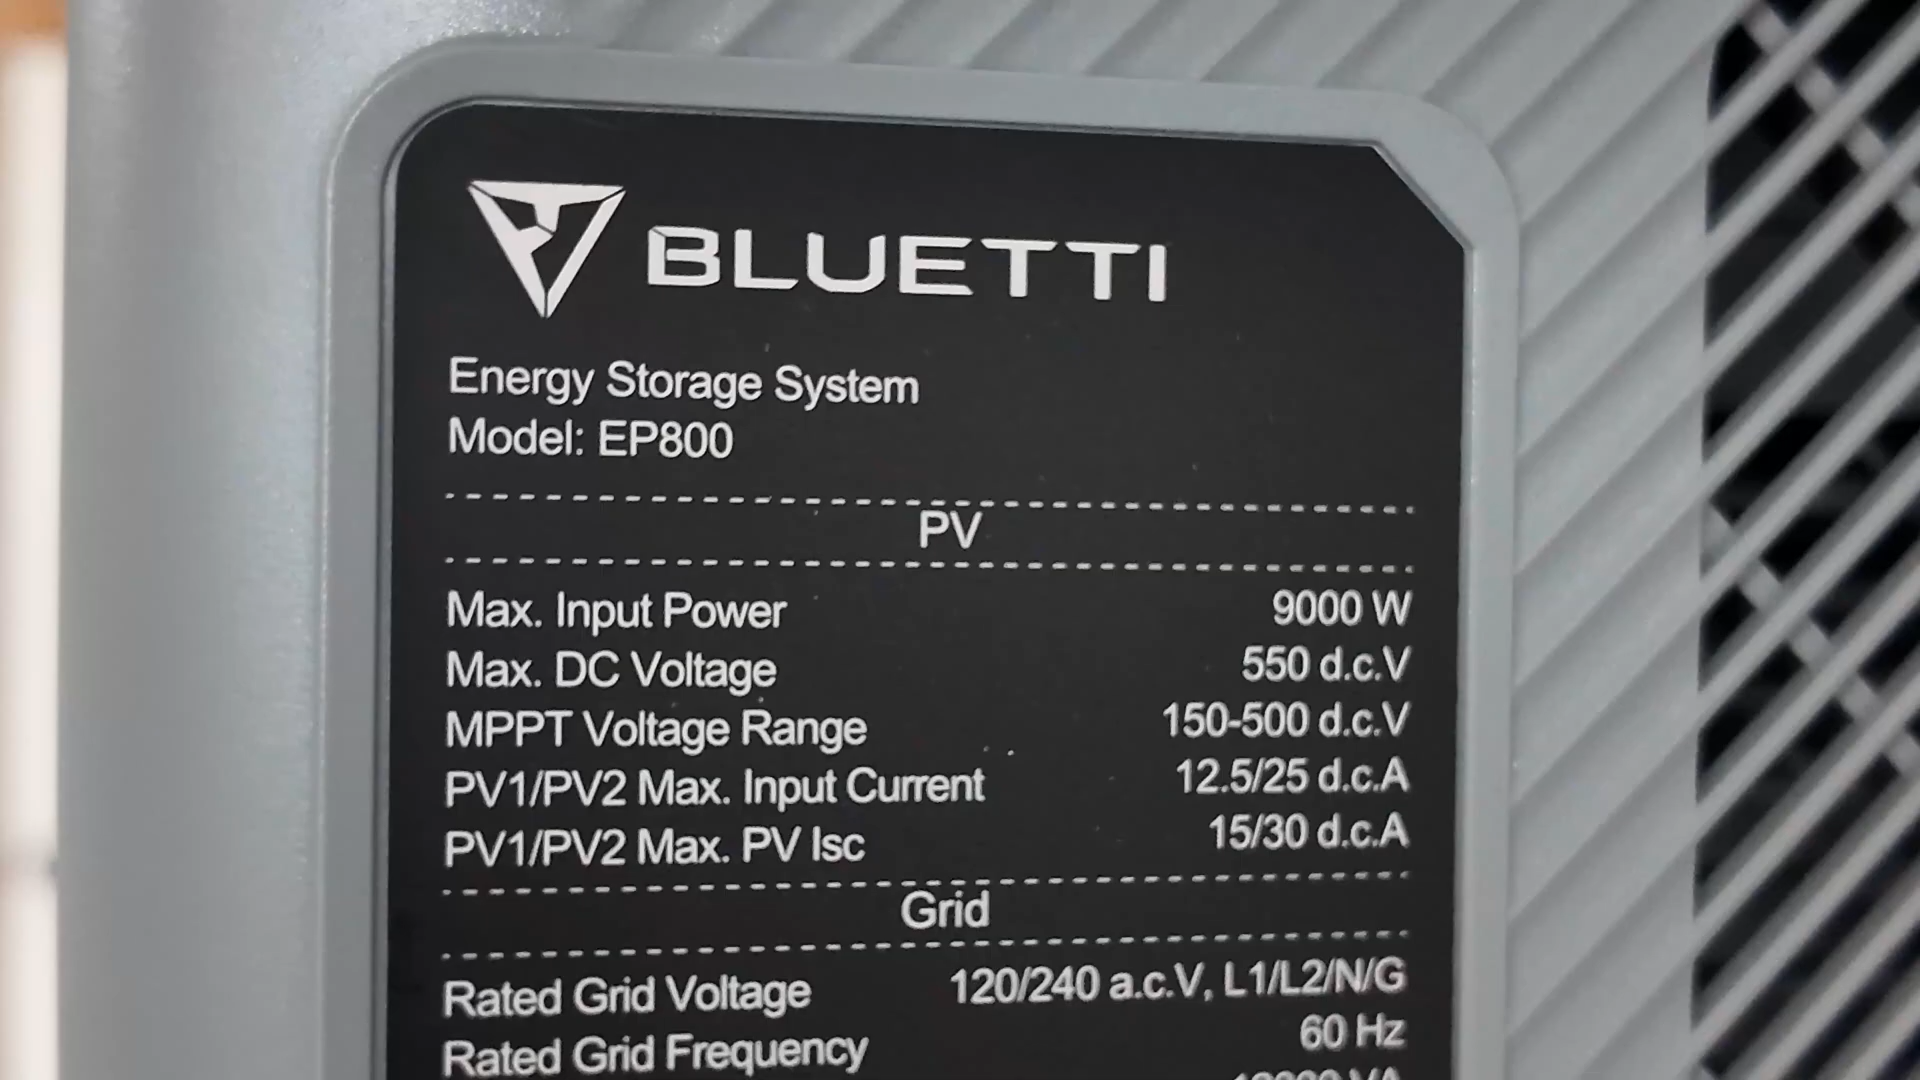 BLUETTI
Energy Storage System
Model: EP800
PV
Max. Input Power 9000 W
Max. DC Voltage 550 d.c.V
MPPT Voltage Range 150-500 d.c.V
PV1/PV2 Max. Input Current 12.5/25 d.c.A
PV1/PV2 Max. PV Isc 15/30 d.c.A
Grid
Rated Grid Voltage 120/240 a.c.V, L1/L2/N/G
Rated Grid Frequency 60 Hz